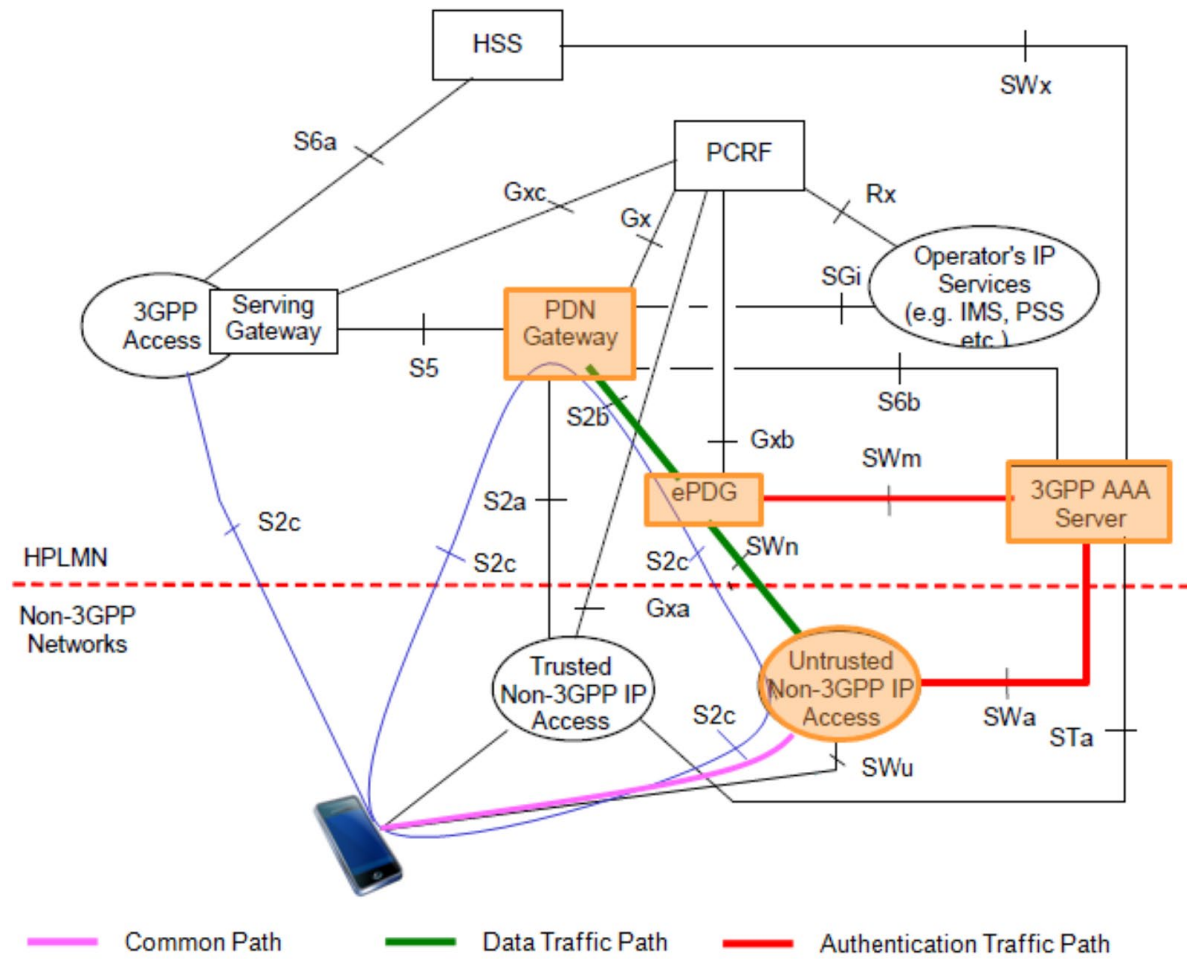 HSS
SWx
S6a
PCRF
Gxc
Gx
Rx
Operator's IP
Services
(e.g. IMS, PSS
etc.)
SGi
3GPP
Access
Serving
Gateway
PDN
Gateway
S5
S6b
S2b
Gxb
SWm
S2a
ePDG
3GPP AAA
Server
S2c
S2c
S2c
SWn
HPLMN
Non-3GPP
Networks
Gxa
Trusted
Non-3GPP IP
Access
Untrusted
Non-3GPP IP
Access
S2c
SWa
STa
SWu
Common Path
Data Traffic Path
Authentication Traffic Path